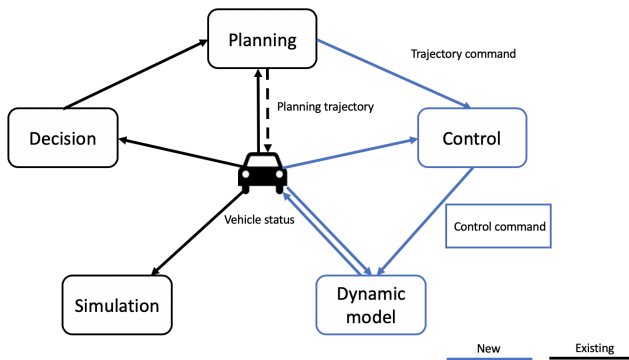 Planning
Trajectory command
Planning trajectory
Decision
Control
Vehicle status
Control command
Simulation
Dynamic
model
New
Existing